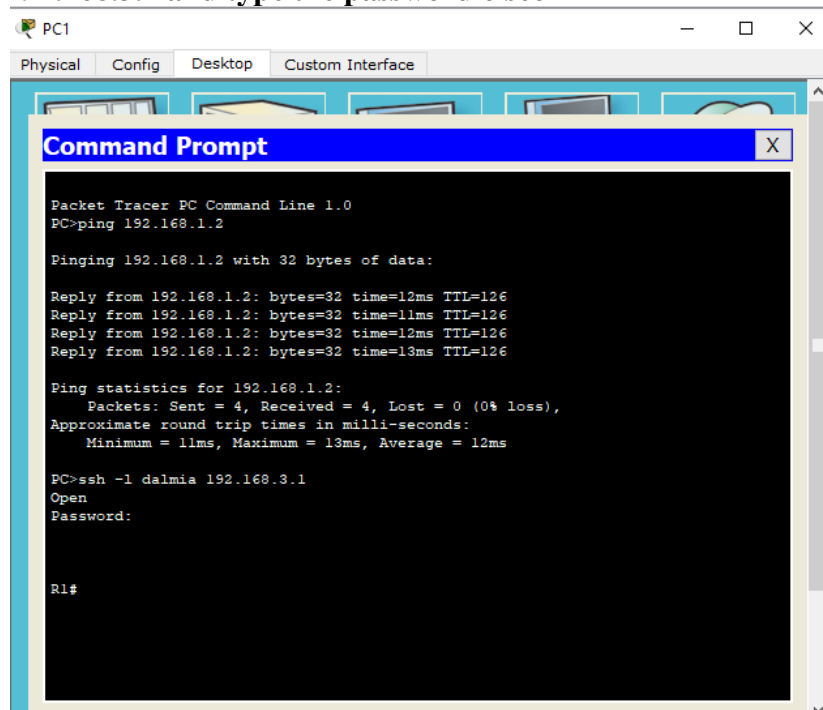 PC1
Physical Config Desktop Custom Interface
Command Prompt
X
Packet Tracer PC Command Line 1.0
PC>ping 192.168.1.2
Pinging 192.168.1.2 with 32 bytes of data:
Reply from 192.168.1.2: bytes=32 time=12ms TTL=126
Reply from 192.168.1.2: bytes=32 time=11ms TTL=126
Reply from 192.168.1.2: bytes=32 time=12ms TTL=126
Reply from 192.168.1.2: bytes=32 time=13ms TTL=126
Ping statistics for 192.168.1.2:
Packets: Sent = 4, Received = 4, Lost = 0 (0% loss),
Approximate round trip times in milli-seconds:
Minimum = 11ms, Maximum = 13ms, Average = 12ms
PC>ssh -l dalmia 192.168.3.1
Open
Password:
R1#